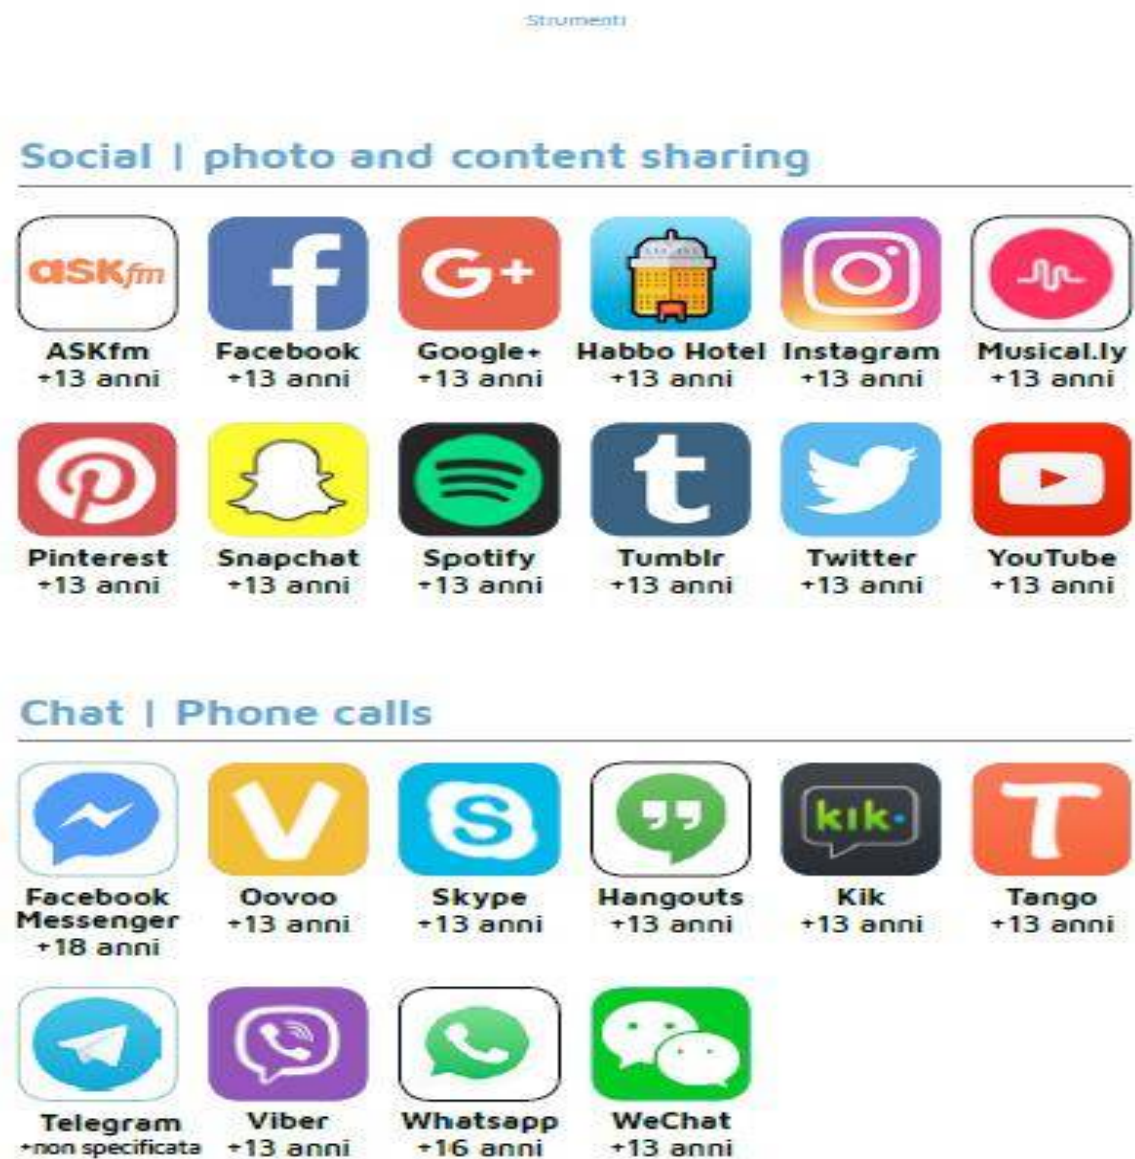 Strumenti
Social | photo and content sharing
ASKfm
G+
ASKfm Facebook Google+ Habbo Hotel Instagram Musical.ly
+13 anni +13 anni +13 anni +13 anni +13 anni +13 anni
Pinterest Snapchat Spotify Tumblr Twitter YouTube
+13 anni +13 anni +13 anni +13 anni +13 anni +13 anni
Chat | Phone calls
kik
Facebook Messenger Oovoo Skype Hangouts Kik Tango
+18 anni +13 anni +13 anni +13 anni +13 anni +13 anni
Telegram Viber Whatsapp WeChat
+non specificata +13 anni +16 anni +13 anni